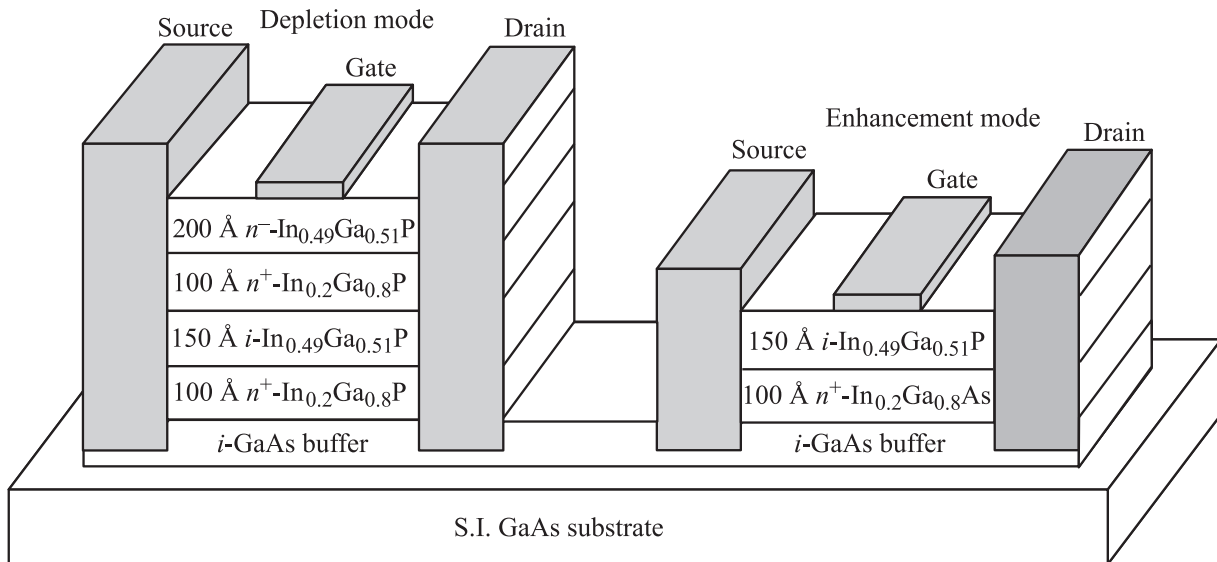 Depletion mode
Source
Drain
Gate
200 Å n⁻-In₀.₄₉Ga₀.₅₁P
100 Å n⁺-In₀.₂Ga₀.₈P
150 Å i-In₀.₄₉Ga₀.₅₁P
100 Å n⁺-In₀.₂Ga₀.₈P
i-GaAs buffer
Enhancement mode
Source
Drain
Gate
150 Å i-In₀.₄₉Ga₀.₅₁P
100 Å n⁺-In₀.₂Ga₀.₈As
i-GaAs buffer
S.I. GaAs substrate